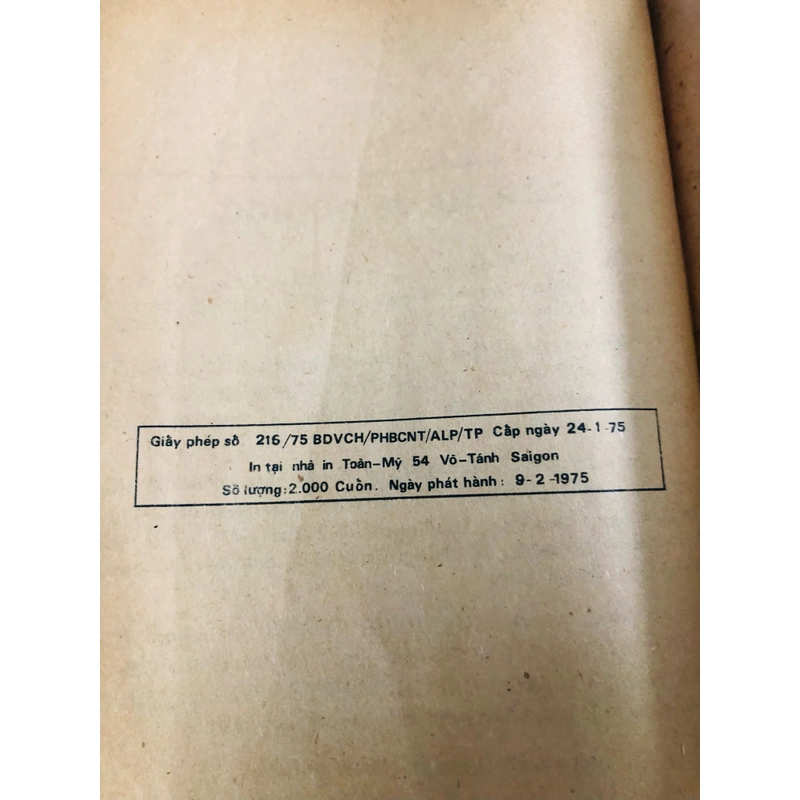 Giấy phép số 216/75 BDVCH/PHBCNT/ALP/TP Cấp ngày 24-1-75
In tại nhà in Toàn-Mỹ 54 Võ-Tánh Saigon
Số lượng: 2.000 Cuốn. Ngày phát hành: 9-2-1975